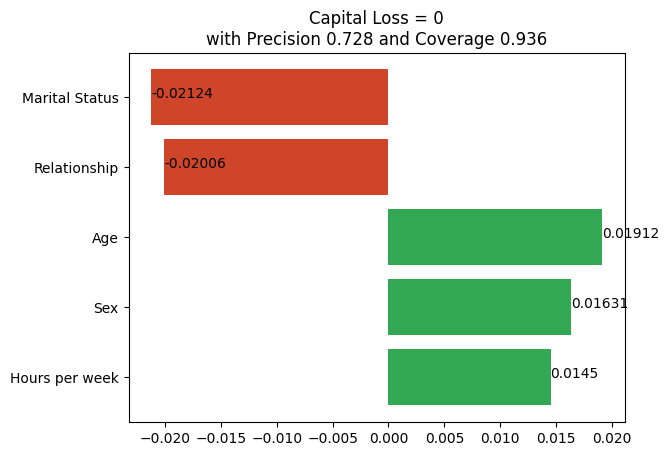 Capital Loss = 0
with Precision 0.728 and Coverage 0.936
Marital Status
-0.02124
Relationship
-0.02006
Age
0.01912
Sex
0.01631
Hours per week
0.0145
−0.020 −0.015 −0.010 −0.005 0.000 0.005 0.010 0.015 0.020